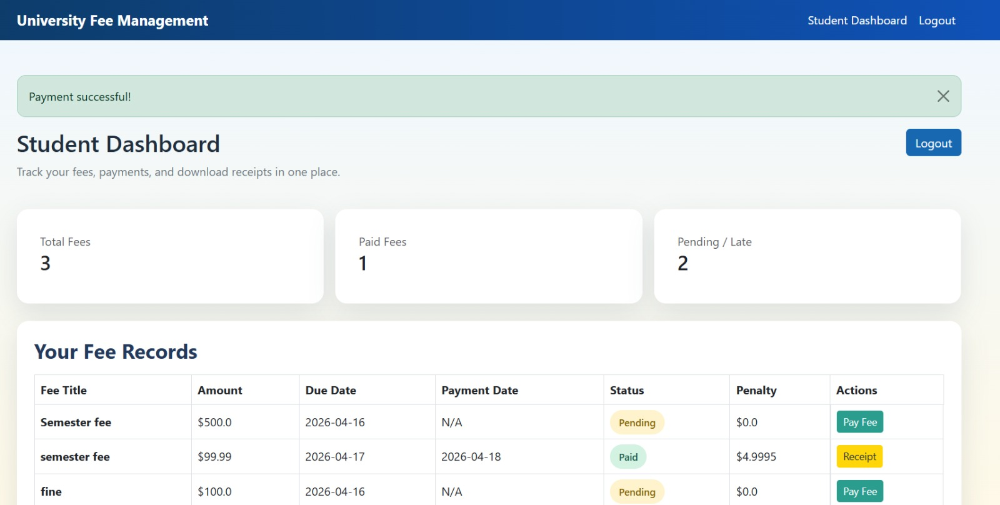 University Fee Management Student Dashboard Logout
Payment successful!
Student Dashboard Logout
Track your fees, payments, and download receipts in one place.
Total Fees Paid Fees Pending / Late
3 1 2
Your Fee Records
Fee Title Amount Due Date Payment Date Status Penalty Actions
Semester fee $500.0 2026-04-16 N/A Pending $0.0 Pay Fee
semester fee $99.99 2026-04-17 2026-04-18 Paid $4.9995 Receipt
fine $100.0 2026-04-16 N/A Pending $0.0 Pay Fee